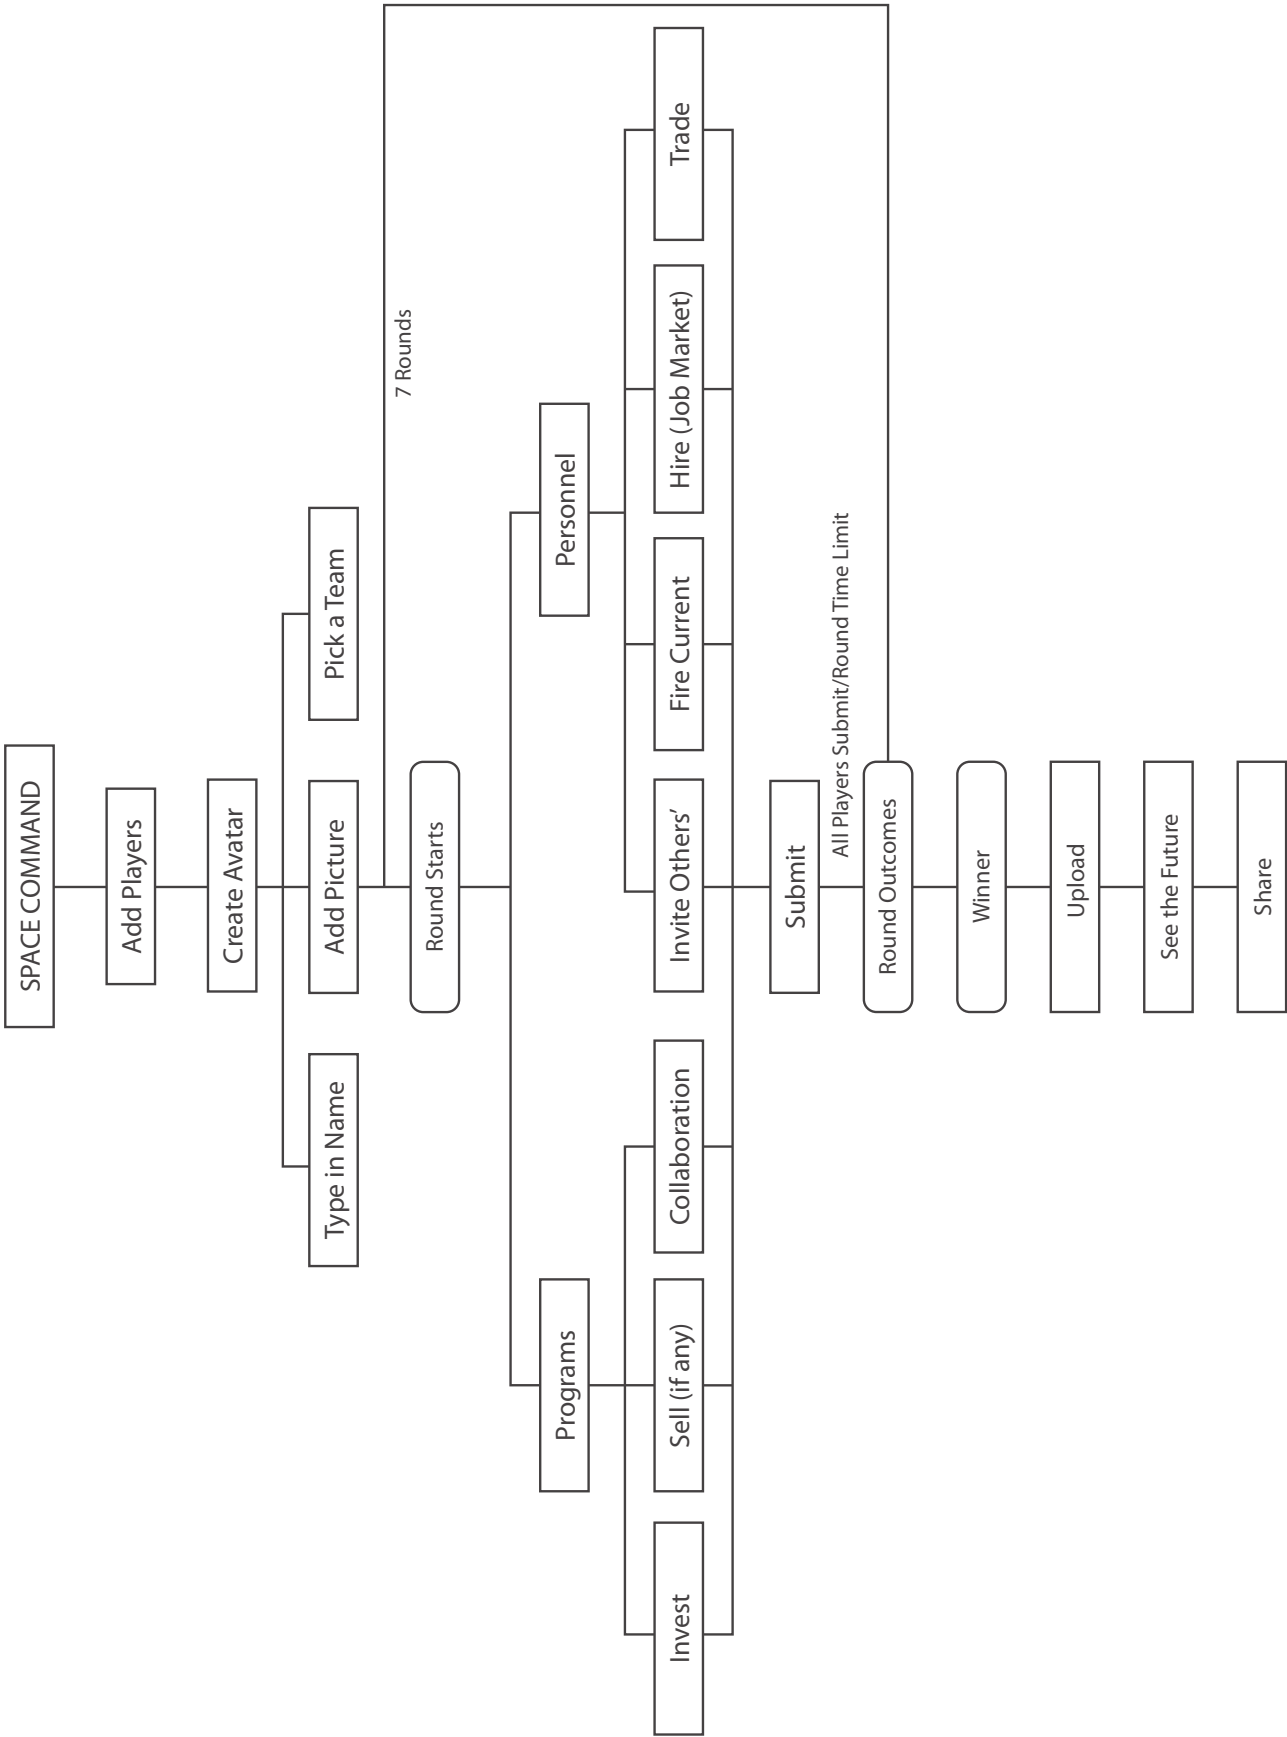 SPACE COMMAND
Add Players
Create Avatar
Type in Name
Add Picture
Pick a Team
7 Rounds
Round Starts
Programs
Personnel
Invest
Sell (if any)
Collaboration
Invite Others’
Fire Current
Hire (Job Market)
Trade
Submit
All Players Submit/Round Time Limit
Round Outcomes
Winner
Upload
See the Future
Share